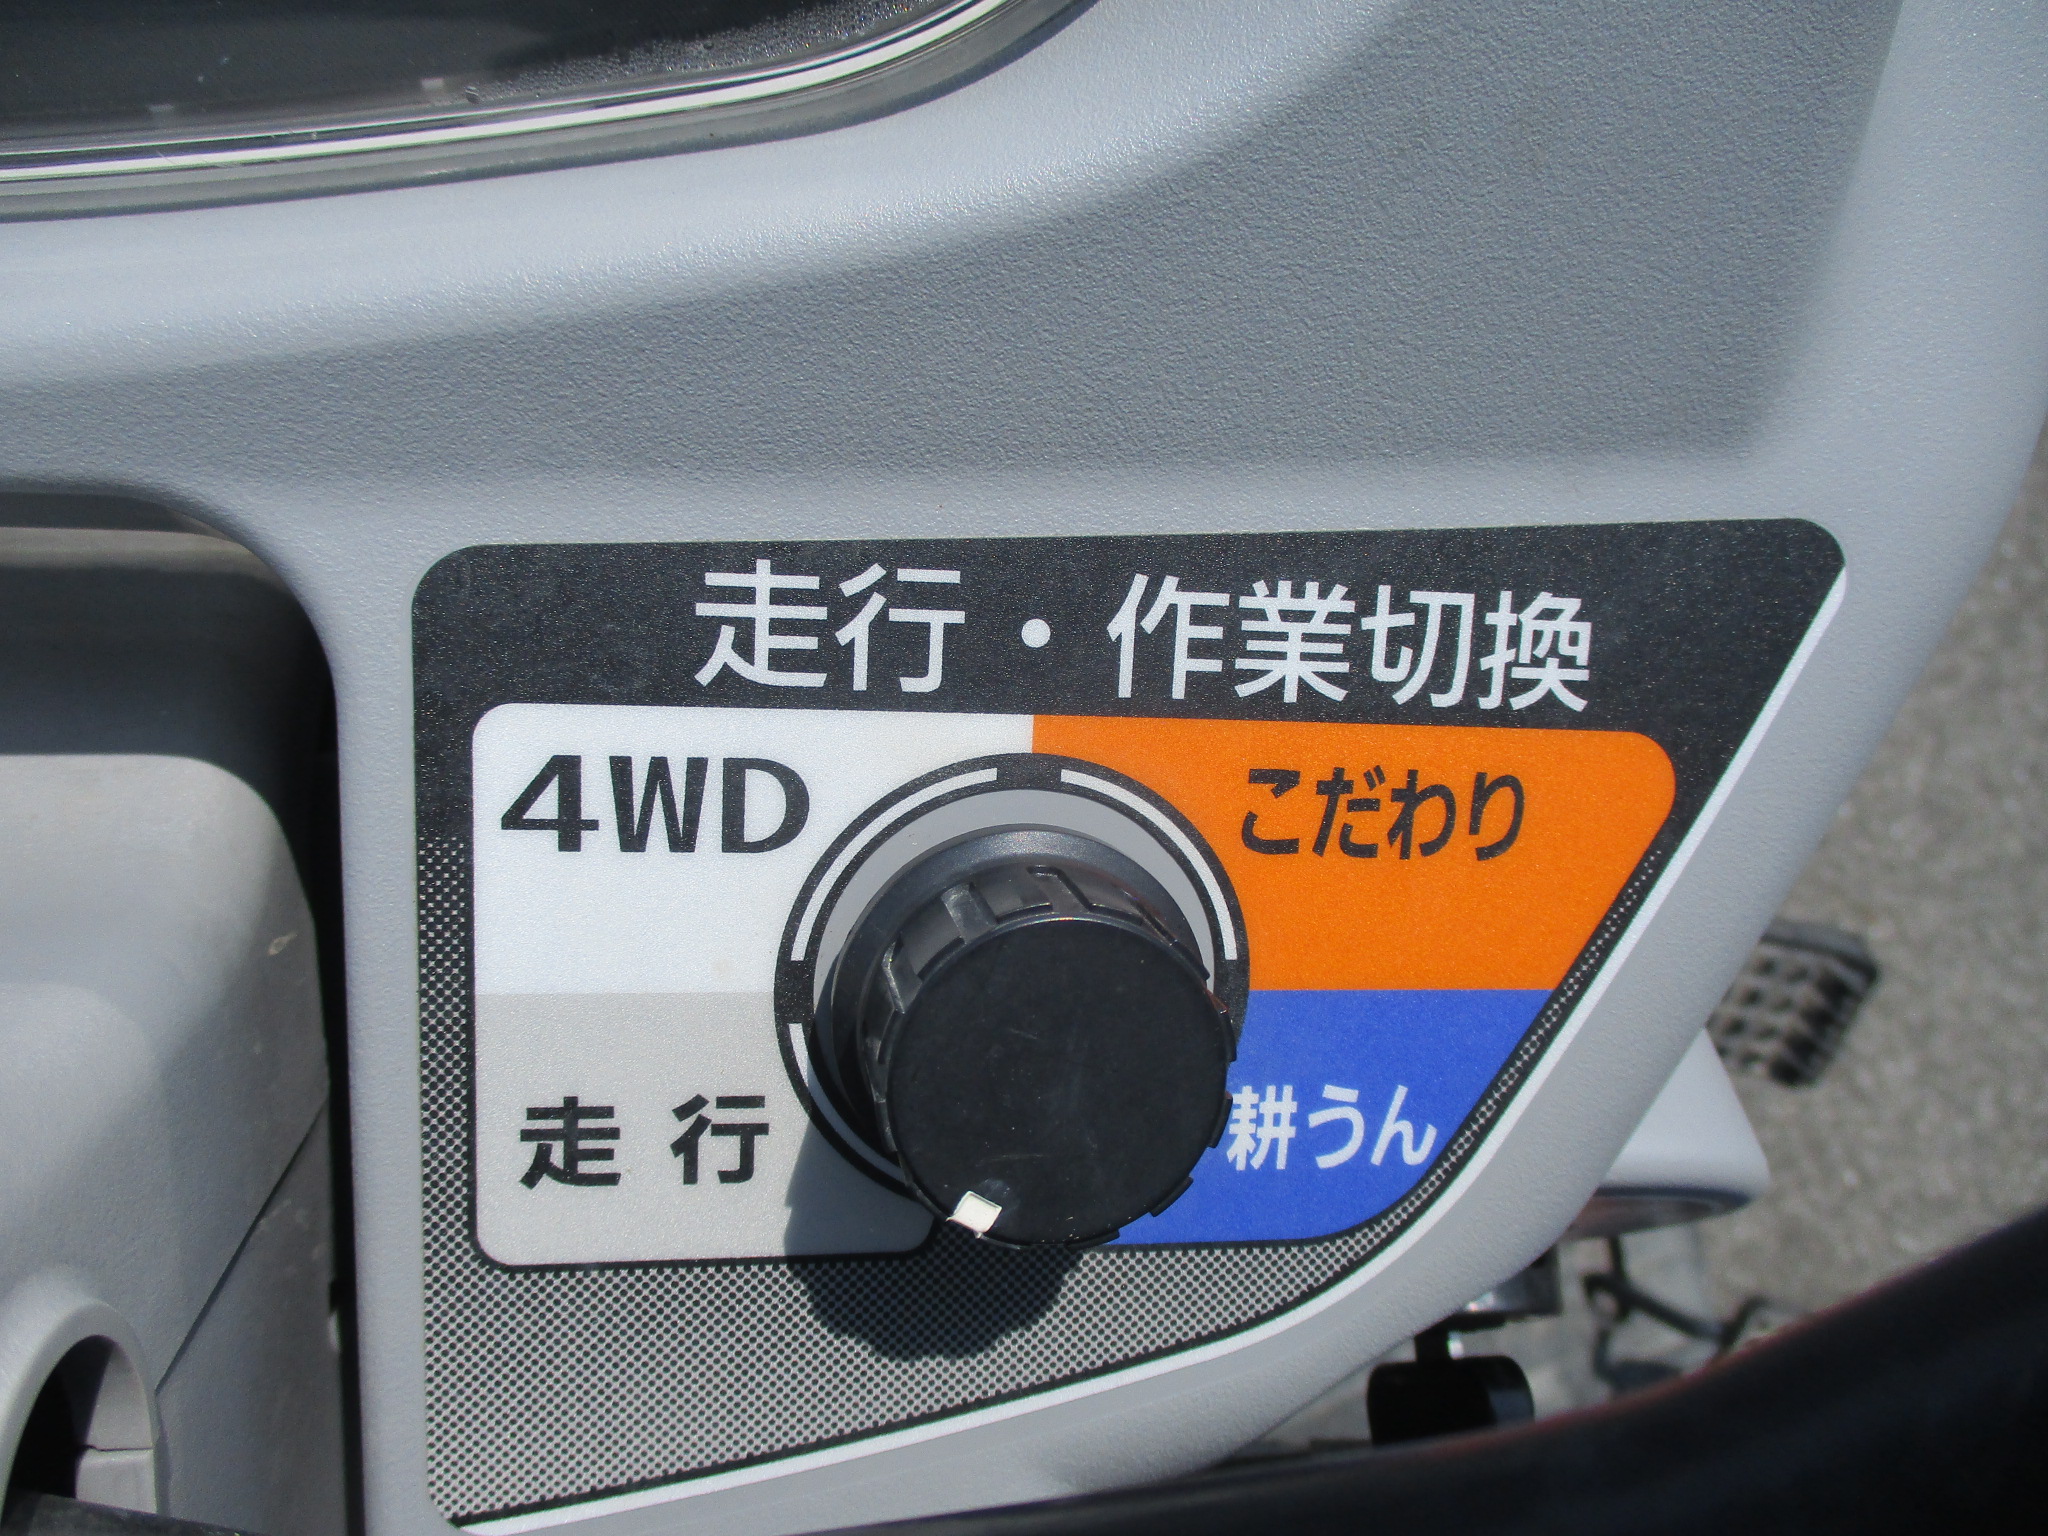 走行・作業切換
4WD
こだわり
走行
耕うん